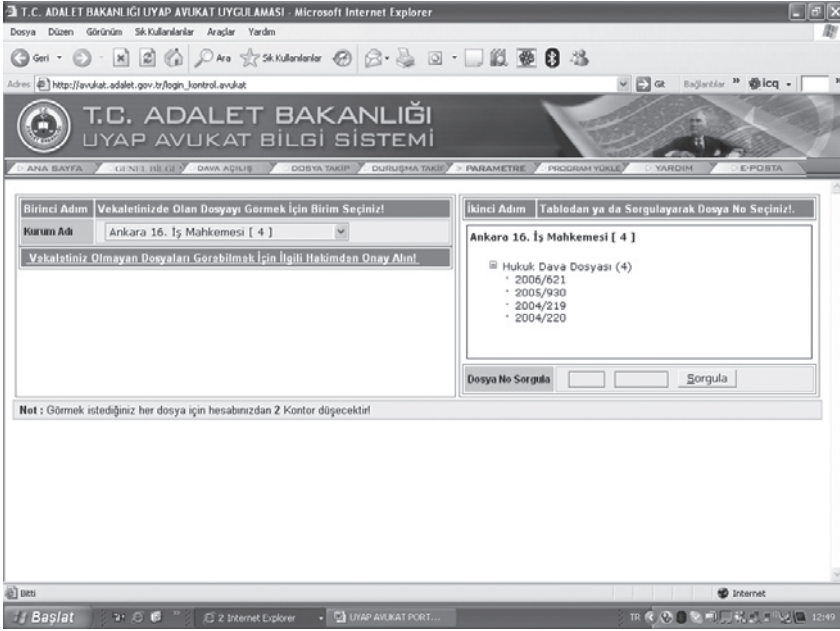 T.C. ADALET BAKANLIĞI UYAP AVUKAT UYGULAMASI - Microsoft Internet Explorer
Dosya Düzen Görünüm Sık Kullanılanlar Araçlar Yardım
Geri Ara Sık Kullanılanlar
Adres http://avukat.adalet.gov.tr/login_kontrol.avukat Git Bağlantılar » icq
T.C. ADALET BAKANLIĞI
UYAP AVUKAT BİLGİ SİSTEMİ
ANA SAYFA GENEL BİLGİ DAVA AÇILIŞ DOSYA TAKİP DURUŞMA TAKİP PARAMETRE PROGRAM YÜKLE YARDIM E-POSTA
Birinci Adım Vekaletinizde Olan Dosyayı Görmek İçin Birim Seçiniz!
Kurum Adı Ankara 16. İş Mahkemesi [ 4 ]
Vekaletiniz Olmayan Dosyaları Görebilmek İçin İlgili Hakimden Onay Alın!
İkinci Adım Tablodan ya da Sorgulayarak Dosya No Seçiniz!.
Ankara 16. İş Mahkemesi [ 4 ]
Hukuk Dava Dosyası (4)
2006/621
2005/930
2004/219
2004/220
Dosya No Sorgula Sorgula
Not : Görmek istediğiniz her dosya için hesabınızdan 2 Kontor düşecektir!
Bitti Internet
Başlat » 2 Internet Explorer UYAP AVUKAT PORT... TR 12:49